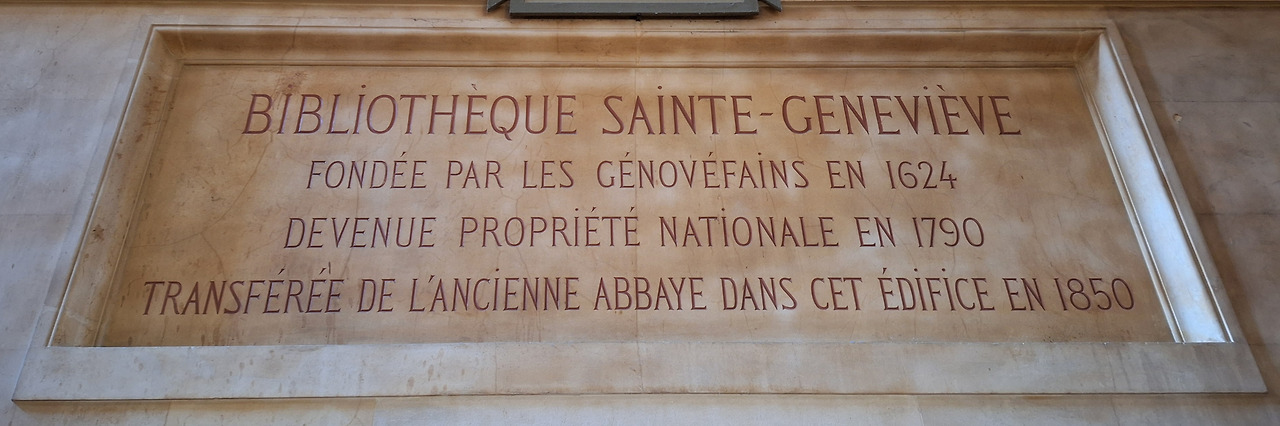 BIBLIOTHÈQUE SAINTE-GENEVIÈVE
FONDÉE PAR LES GÉNOVÉFAINS EN 1624
DEVENUE PROPRIÉTÉ NATIONALE EN 1790
TRANSFÉRÉE DE L'ANCIENNE ABBAYE DANS CET ÉDIFICE EN 1850